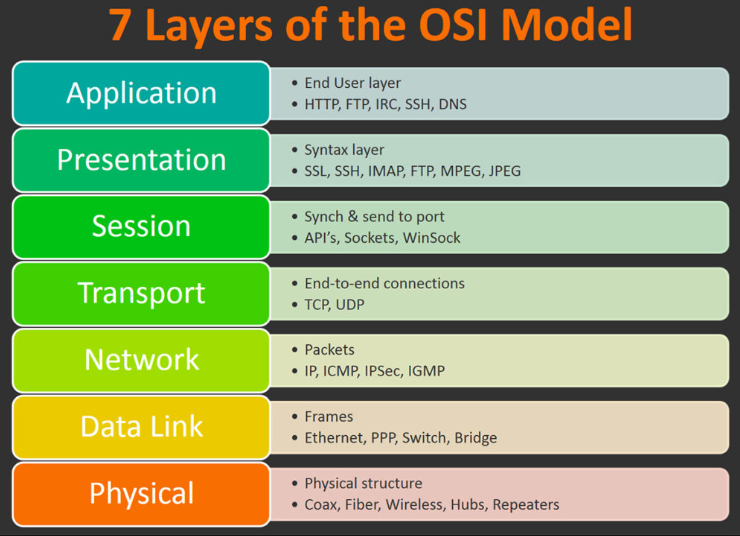 7 Layers of the OSI Model
Application
• End User layer
• HTTP, FTP, IRC, SSH, DNS
Presentation
• Syntax layer
• SSL, SSH, IMAP, FTP, MPEG, JPEG
Session
• Synch & send to port
• API's, Sockets, WinSock
Transport
• End-to-end connections
• TCP, UDP
Network
• Packets
• IP, ICMP, IPSec, IGMP
Data Link
• Frames
• Ethernet, PPP, Switch, Bridge
Physical
• Physical structure
• Coax, Fiber, Wireless, Hubs, Repeaters